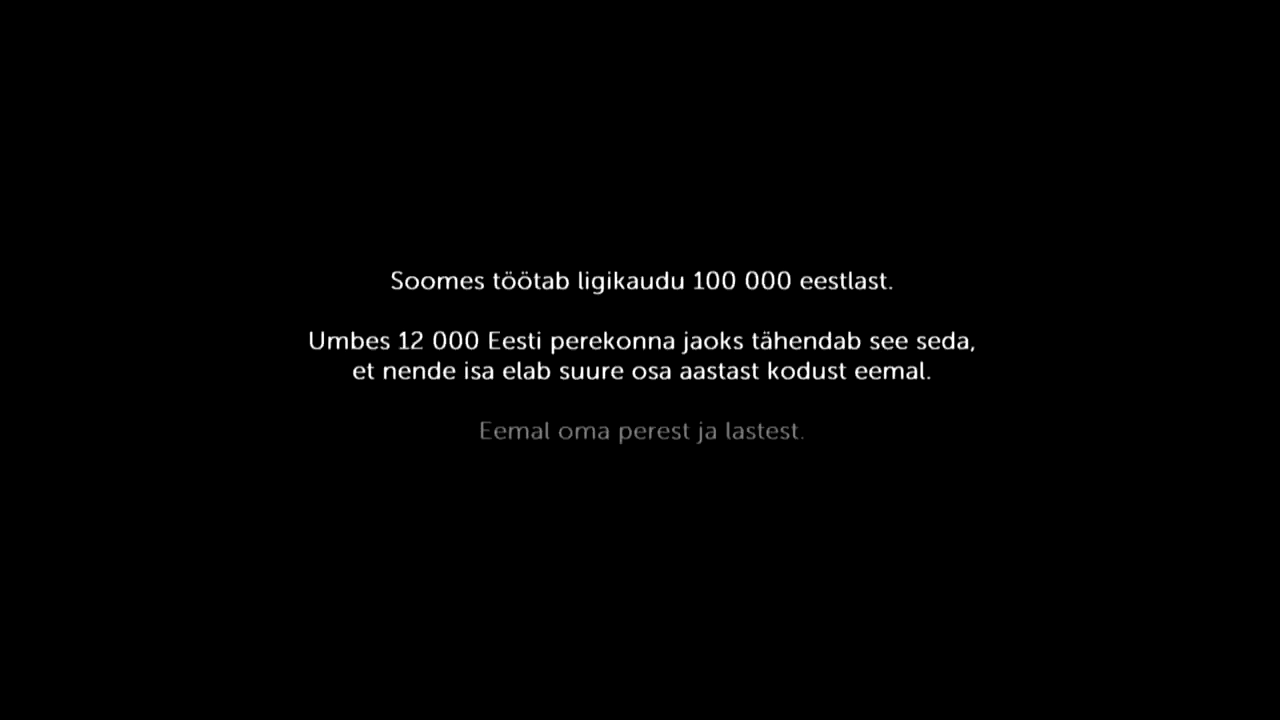 Soomes töötab ligikaudu 100 000 eestlast.
Umbes 12 000 Eesti perekonna jaoks tähendab see seda,
et nende isa elab suure osa aastast kodust eemal.
Eemal oma perest ja lastest.